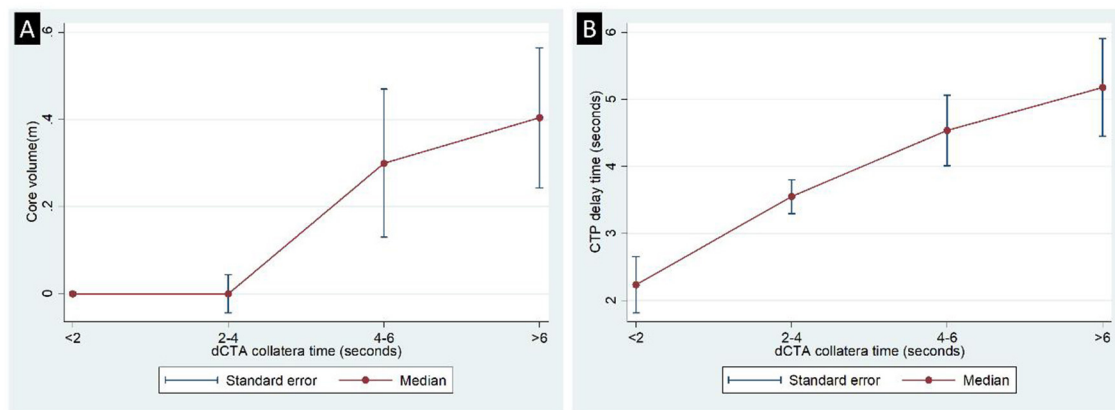 A
Core volume(m)
.6
.4
.2
0
<2 2-4 4-6 >6
dCTA collatera time (seconds)
Standard error Median
B
CTP delay time (seconds)
6
5
4
3
2
<2 2-4 4-6 >6
dCTA collatera time (seconds)
Standard error Median